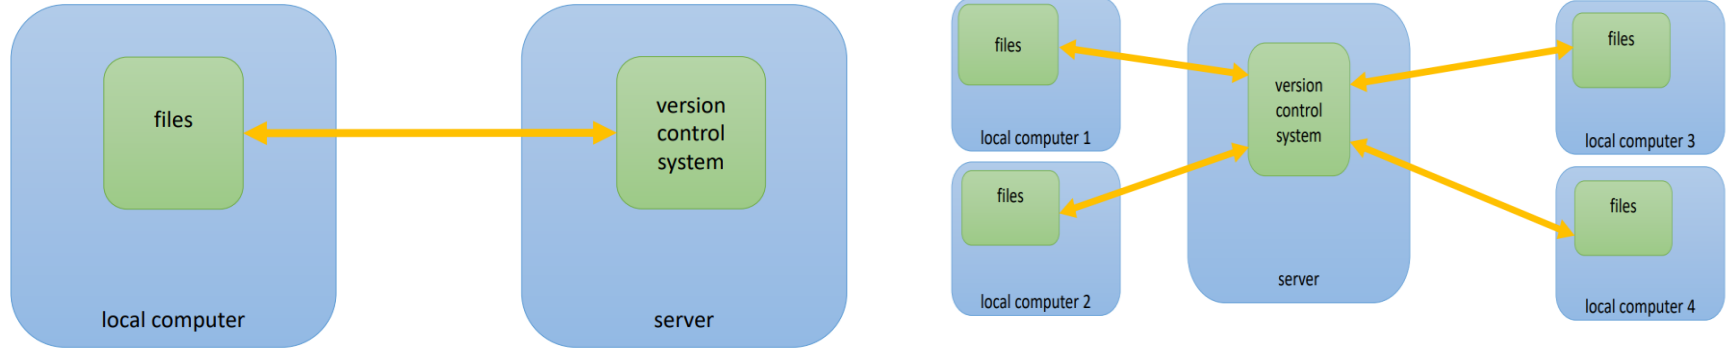 files
version
control
system
local computer
server
files
local computer 1
files
local computer 2
version
control
system
server
files
local computer 3
files
local computer 4